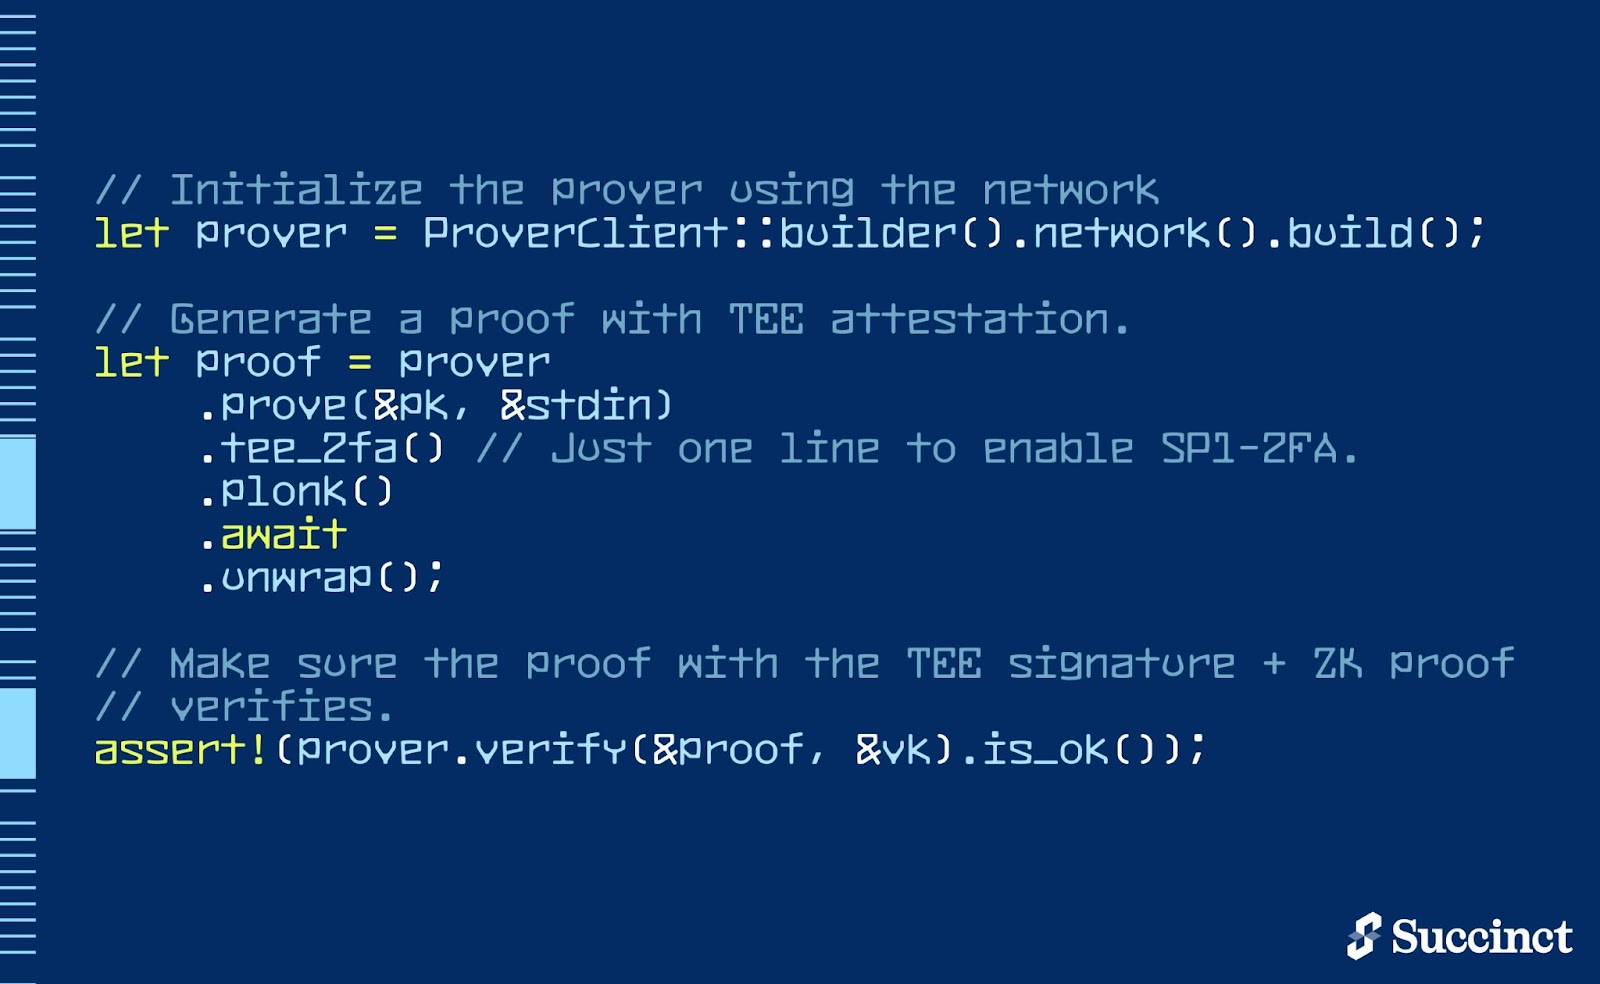 // Initialize the prover using the network
let prover = ProverClient::builder().network().build();
// Generate a proof with TEE attestation.
let proof = prover
.prove(&pk, &stdin)
.tee_2fa() // Just one line to enable SP1-2FA.
.plonk()
.await
.unwrap();
// Make sure the proof with the TEE signature + ZK proof
// verifies.
assert!(prover.verify(&proof, &vk).is_ok());
Succinct